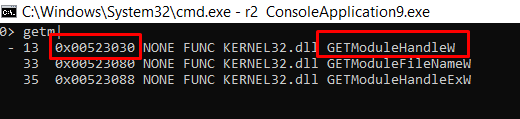 C:\Windows\System32\cmd.exe - r2 ConsoleApplication9.exe
0> getm|
- 13 0x00523030 NONE FUNC KERNEL32.dll GETModuleHandleW
33 0x00523080 NONE FUNC KERNEL32.dll GETModuleFileNameW
35 0x00523088 NONE FUNC KERNEL32.dll GETModuleHandleExW